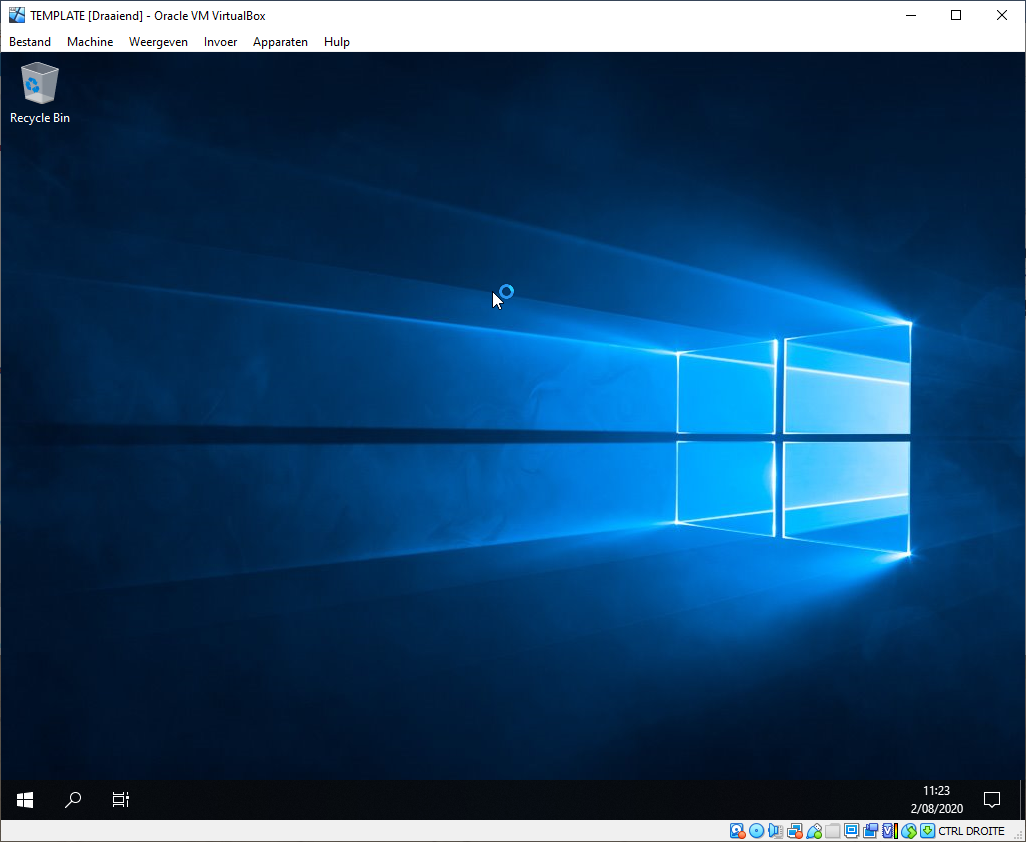 TEMPLATE [Draaiend] - Oracle VM VirtualBox
Bestand Machine Weergeven Invoer Apparaten Hulp
Recycle Bin
11:23
2/08/2020
CTRL DROITE